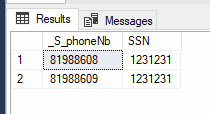 Results Messages
_S_phoneNb SSN
1 81988608 1231231
2 81988609 1231231